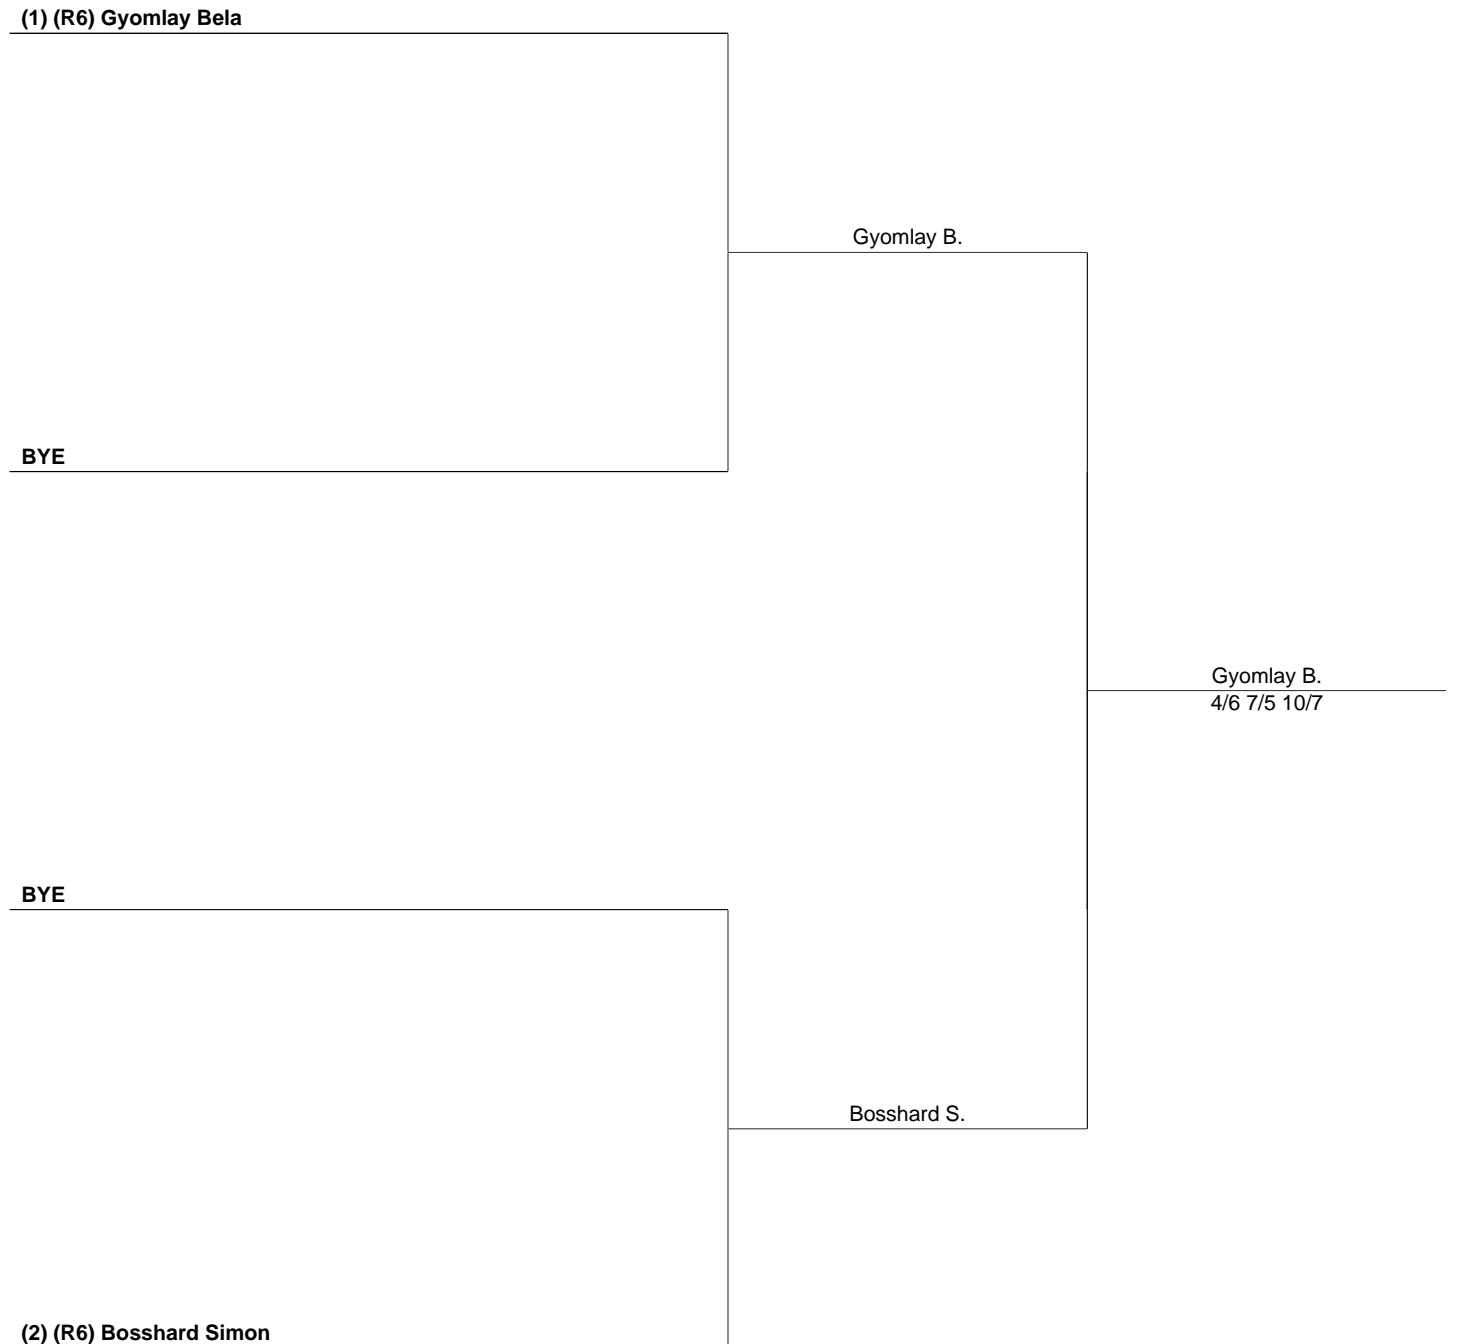 (1) (R6) Gyomlay Bela
Gyomlay B.
BYE
Gyomlay B.
4/6 7/5 10/7
BYE
Bosshard S.
(2) (R6) Bosshard Simon